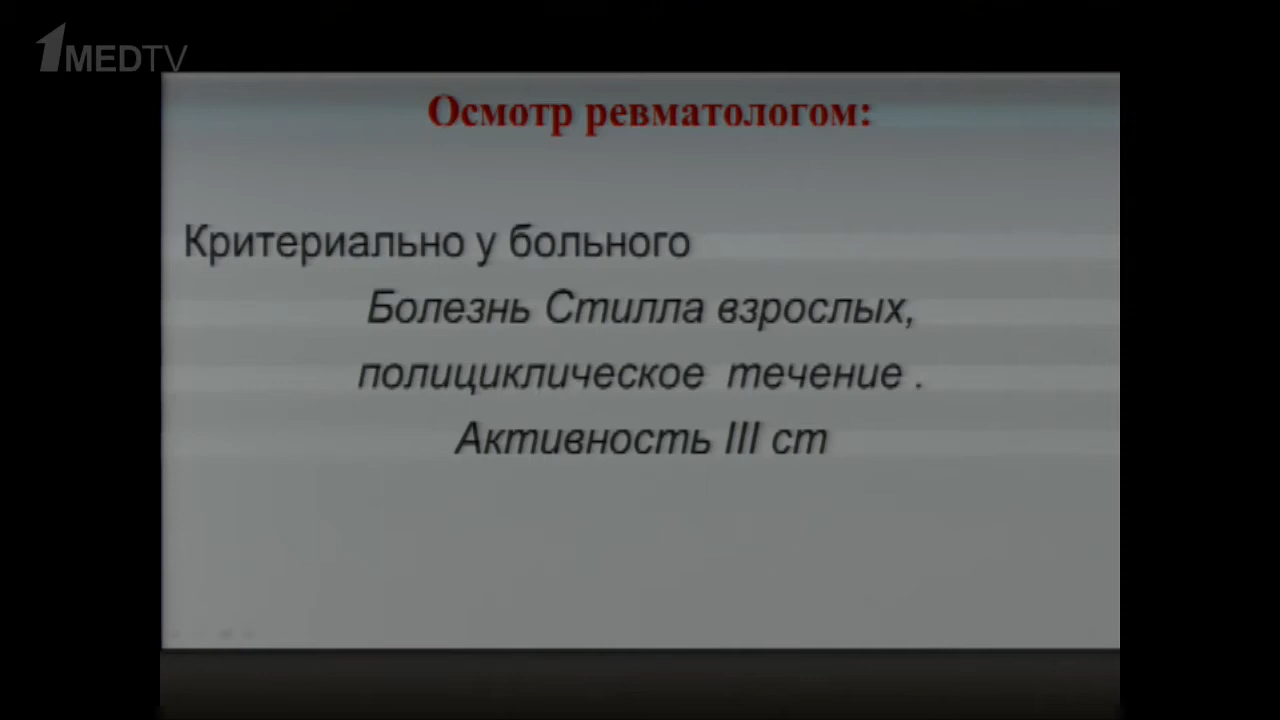 1MEDTV
Осмотр ревматологом:
Критериально у больного
Болезнь Стилла взрослых,
полициклическое течение .
Активность III ст